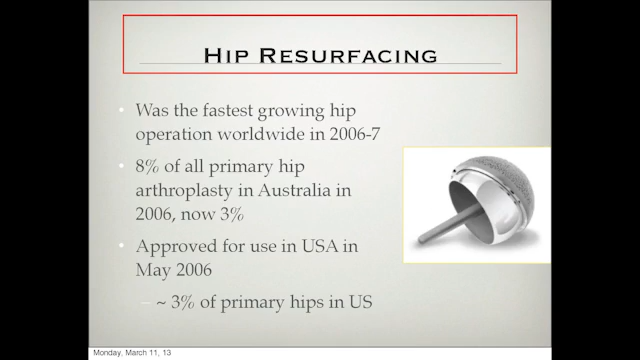 HIP RESURFACING
• Was the fastest growing hip
operation worldwide in 2006-7
• 8% of all primary hip
arthroplasty in Australia in
2006, now 3%
• Approved for use in USA in
May 2006
– ~ 3% of primary hips in US
Monday, March 11, 13